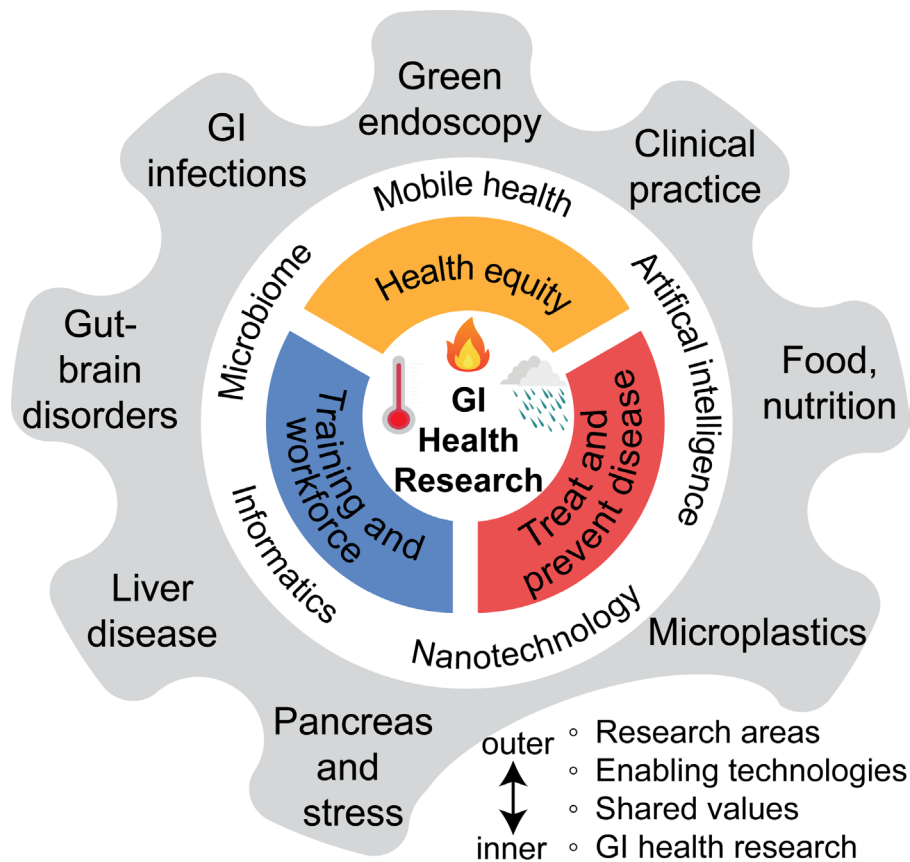 Green
endoscopy
GI
infections
Clinical
practice
Mobile health
Microbiome
Artifical intelligence
Health equity
Gut-
brain
disorders
Food,
nutrition
GI
Health
Research
Training and
workforce
Treat and
prevent disease
Informatics
Nanotechnology
Liver
disease
Microplastics
Pancreas
and
stress
outer
inner
◦ Research areas
◦ Enabling technologies
◦ Shared values
◦ GI health research